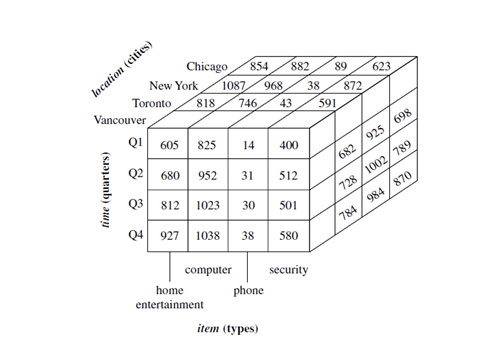 location (cities)
Chicago 854 882 89 623
New York 1087 968 38 872
Toronto 818 746 43 591
Vancouver
time (quarters)
Q1 605 825 14 400 682 925 698
Q2 680 952 31 512 728 1002 789
Q3 812 1023 30 501 784 984 870
Q4 927 1038 38 580
computer security
home phone
entertainment
item (types)